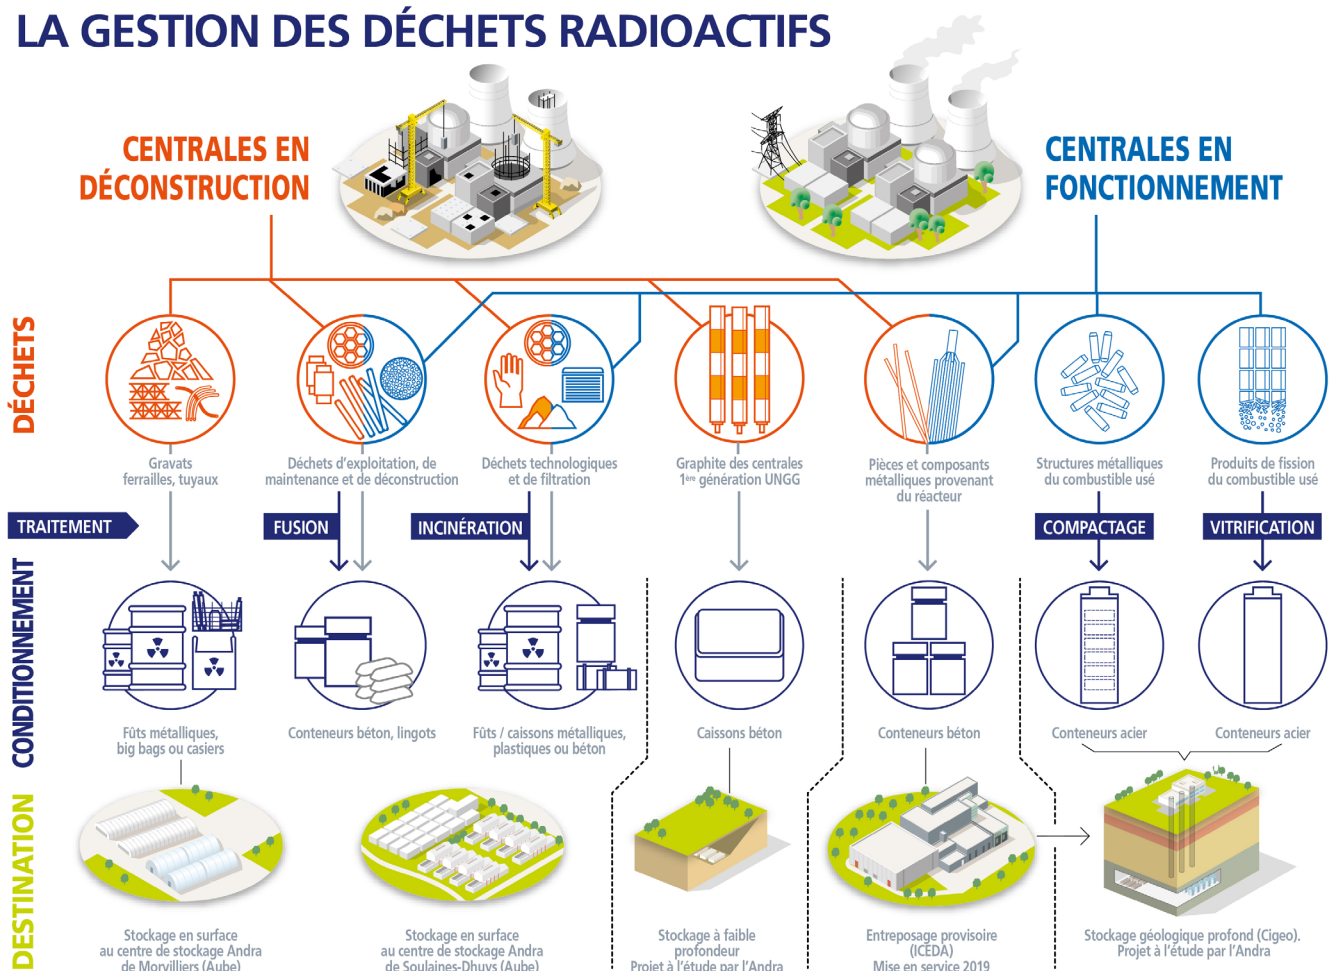 LA GESTION DES DÉCHETS RADIOACTIFS
CENTRALES EN
DÉCONSTRUCTION
CENTRALES EN
FONCTIONNEMENT
DÉCHETS
Gravats
ferrailles, tuyaux
Déchets d'exploitation, de
maintenance et de déconstruction
Déchets technologiques
et de filtration
Graphite des centrales
1ère génération UNGG
Pièces et composants
métalliques provenant
du réacteur
Structures métalliques
du combustible usé
Produits de fission
du combustible usé
TRAITEMENT
FUSION
INCINÉRATION
COMPACTAGE
VITRIFICATION
CONDITIONNEMENT
Fûts métalliques,
big bags ou casiers
Conteneurs béton, lingots
Fûts / caissons métalliques,
plastiques ou béton
Caissons béton
Conteneurs béton
Conteneurs acier
Conteneurs acier
DESTINATION
Stockage en surface
au centre de stockage Andra
de Morvilliers (Aube)
Stockage en surface
au centre de stockage Andra
de Soulaines-Dhuys (Aube)
Stockage à faible
profondeur
Projet à l'étude par l'Andra
Entreposage provisoire
(ICEDA)
Mise en service 2019
Stockage géologique profond (Cigeo).
Projet à l'étude par l'Andra